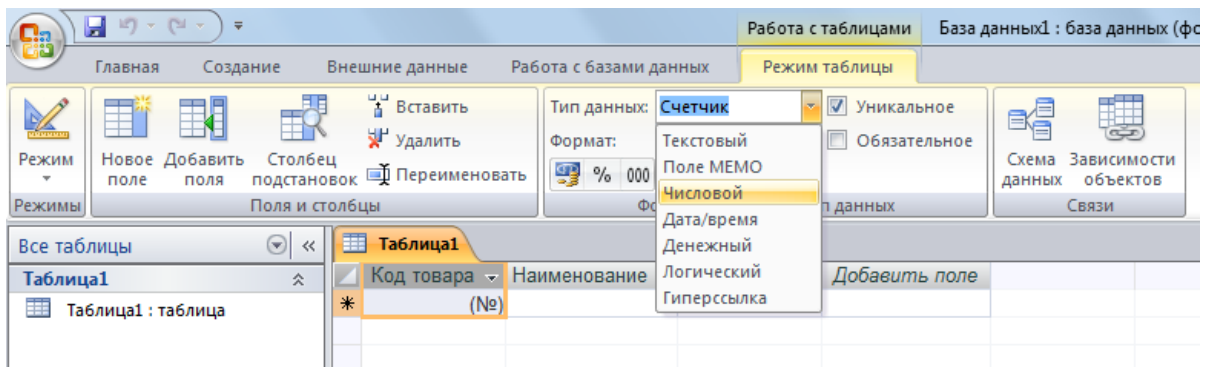 Работа с таблицами
База данных1 : база данных (фо
Главная
Создание
Внешние данные
Работа с базами данных
Режим таблицы
Режим
Режимы
Новое поле
Добавить поля
Столбец подстановок
Вставить
Удалить
Переименовать
Поля и столбцы
Тип данных: Счетчик
Формат:
% 000
Текстовый
Поле МЕМО
Числовой
Дата/время
Денежный
Логический
Гиперссылка
Уникальное
Обязательное
Фо
п данных
Схема данных
Зависимости объектов
Связи
Все таблицы
Таблица1
Таблица1 : таблица
Таблица1
Код товара
Наименование
Добавить поле
(№)